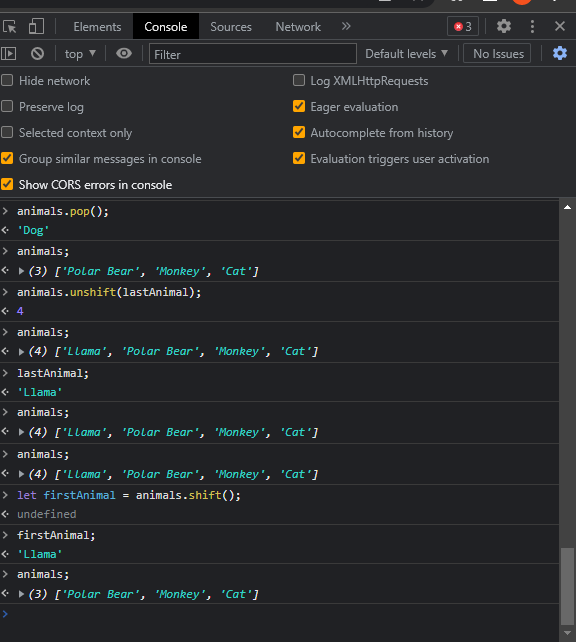 Elements Console Sources Network » 3
top ▼ Filter Default levels ▼ No Issues
Hide network Log XMLHttpRequests
Preserve log Eager evaluation
Selected context only Autocomplete from history
Group similar messages in console Evaluation triggers user activation
Show CORS errors in console
> animals.pop();
<· 'Dog'
> animals;
<· ▶ (3) ['Polar Bear', 'Monkey', 'Cat']
> animals.unshift(lastAnimal);
<· 4
> animals;
<· ▶ (4) ['Llama', 'Polar Bear', 'Monkey', 'Cat']
> lastAnimal;
<· 'Llama'
> animals;
<· ▶ (4) ['Llama', 'Polar Bear', 'Monkey', 'Cat']
> animals;
<· ▶ (4) ['Llama', 'Polar Bear', 'Monkey', 'Cat']
> let firstAnimal = animals.shift();
<· undefined
> firstAnimal;
<· 'Llama'
> animals;
<· ▶ (3) ['Polar Bear', 'Monkey', 'Cat']
>